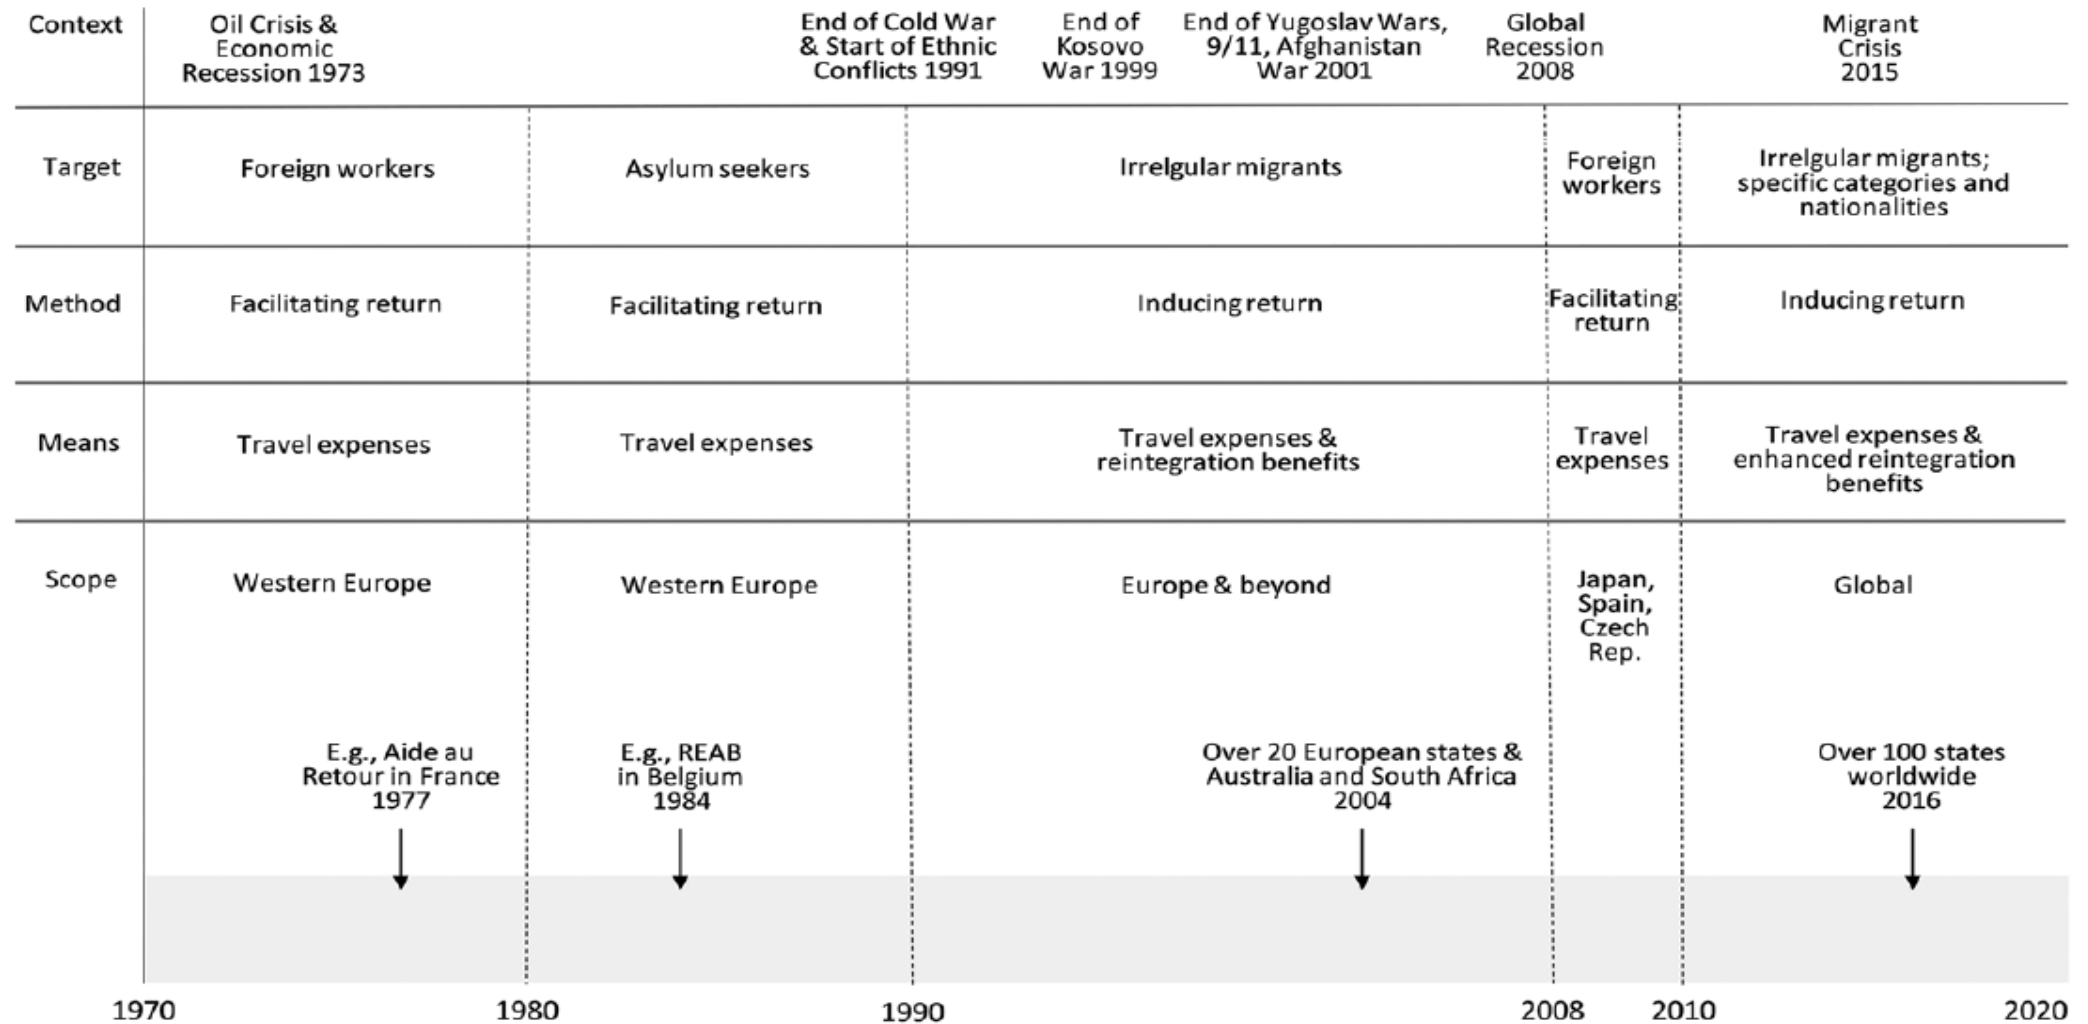 Context
Oil Crisis &
Economic
Recession 1973
End of Cold War
& Start of Ethnic
Conflicts 1991
End of
Kosovo
War 1999
End of Yugoslav Wars,
9/11, Afghanistan
War 2001
Global
Recession
2008
Migrant
Crisis
2015
Target
Foreign workers
Asylum seekers
Irrelgular migrants
Foreign
workers
Irrelgular migrants;
specific categories and
nationalities
Method
Facilitating return
Facilitating return
Inducing return
Facilitating
return
Inducing return
Means
Travel expenses
Travel expenses
Travel expenses &
reintegration benefits
Travel
expenses
Travel expenses &
enhanced reintegration
benefits
Scope
Western Europe
Western Europe
Europe & beyond
Japan,
Spain,
Czech
Rep.
Global
E.g., Aide au
Retour in France
1977
E.g., REAB
in Belgium
1984
Over 20 European states &
Australia and South Africa
2004
Over 100 states
worldwide
2016
1970
1980
1990
2008
2010
2020